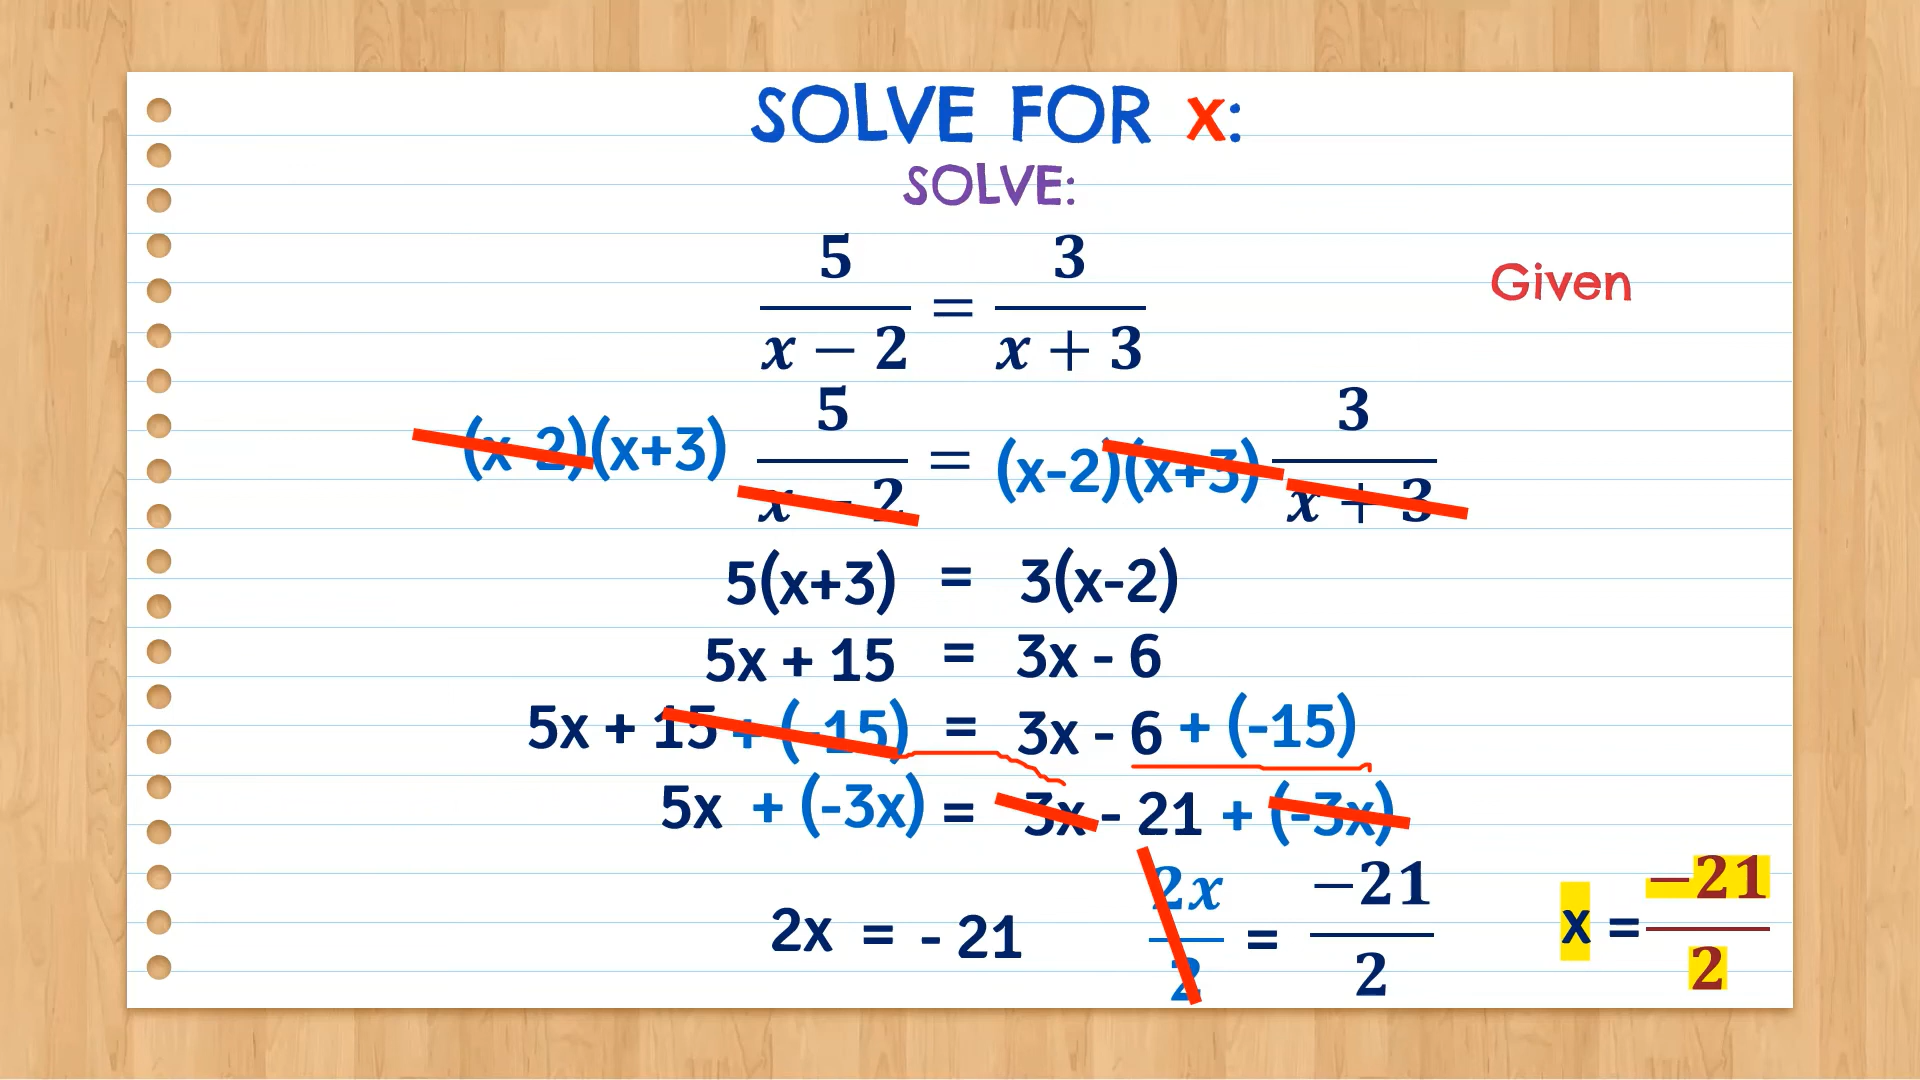 SOLVE FOR x:
SOLVE:
5/(x − 2) = 3/(x + 3) Given
(x-2)(x+3) 5/(x − 2) = (x-2)(x+3) 3/(x + 3)
5(x+3) = 3(x-2)
5x + 15 = 3x - 6
5x + 15 + (-15) = 3x - 6 + (-15)
5x + (-3x) = 3x - 21 + (-3x)
2x = - 21 2x/2 = −21/2 x = −21/2